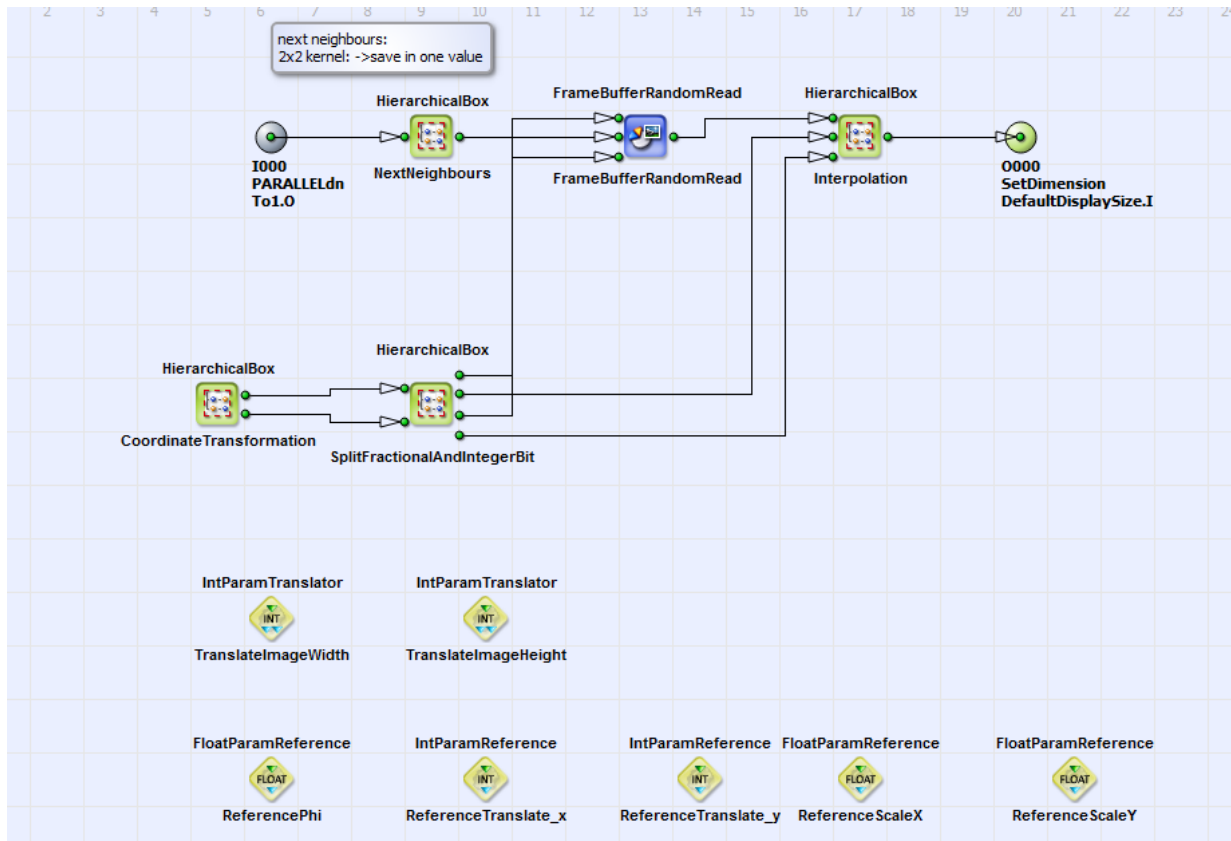 2 3 4 5 6 7 8 9 10 11 12 13 14 15 16 17 18 19 20 21 22 23 24
next neighbours:
2x2 kernel: ->save in one value
HierarchicalBox
FrameBufferRandomRead
HierarchicalBox
I000
PARALLELdn
To1.O
NextNeighbours
FrameBufferRandomRead
Interpolation
O000
SetDimension
DefaultDisplaySize.I
HierarchicalBox
HierarchicalBox
CoordinateTransformation
SplitFractionalAndIntegerBit
IntParamTranslator
IntParamTranslator
INT
INT
TranslateImageWidth
TranslateImageHeight
FloatParamReference
IntParamReference
IntParamReference
FloatParamReference
FloatParamReference
FLOAT
INT
INT
FLOAT
FLOAT
ReferencePhi
ReferenceTranslate_x
ReferenceTranslate_y
ReferenceScaleX
ReferenceScaleY